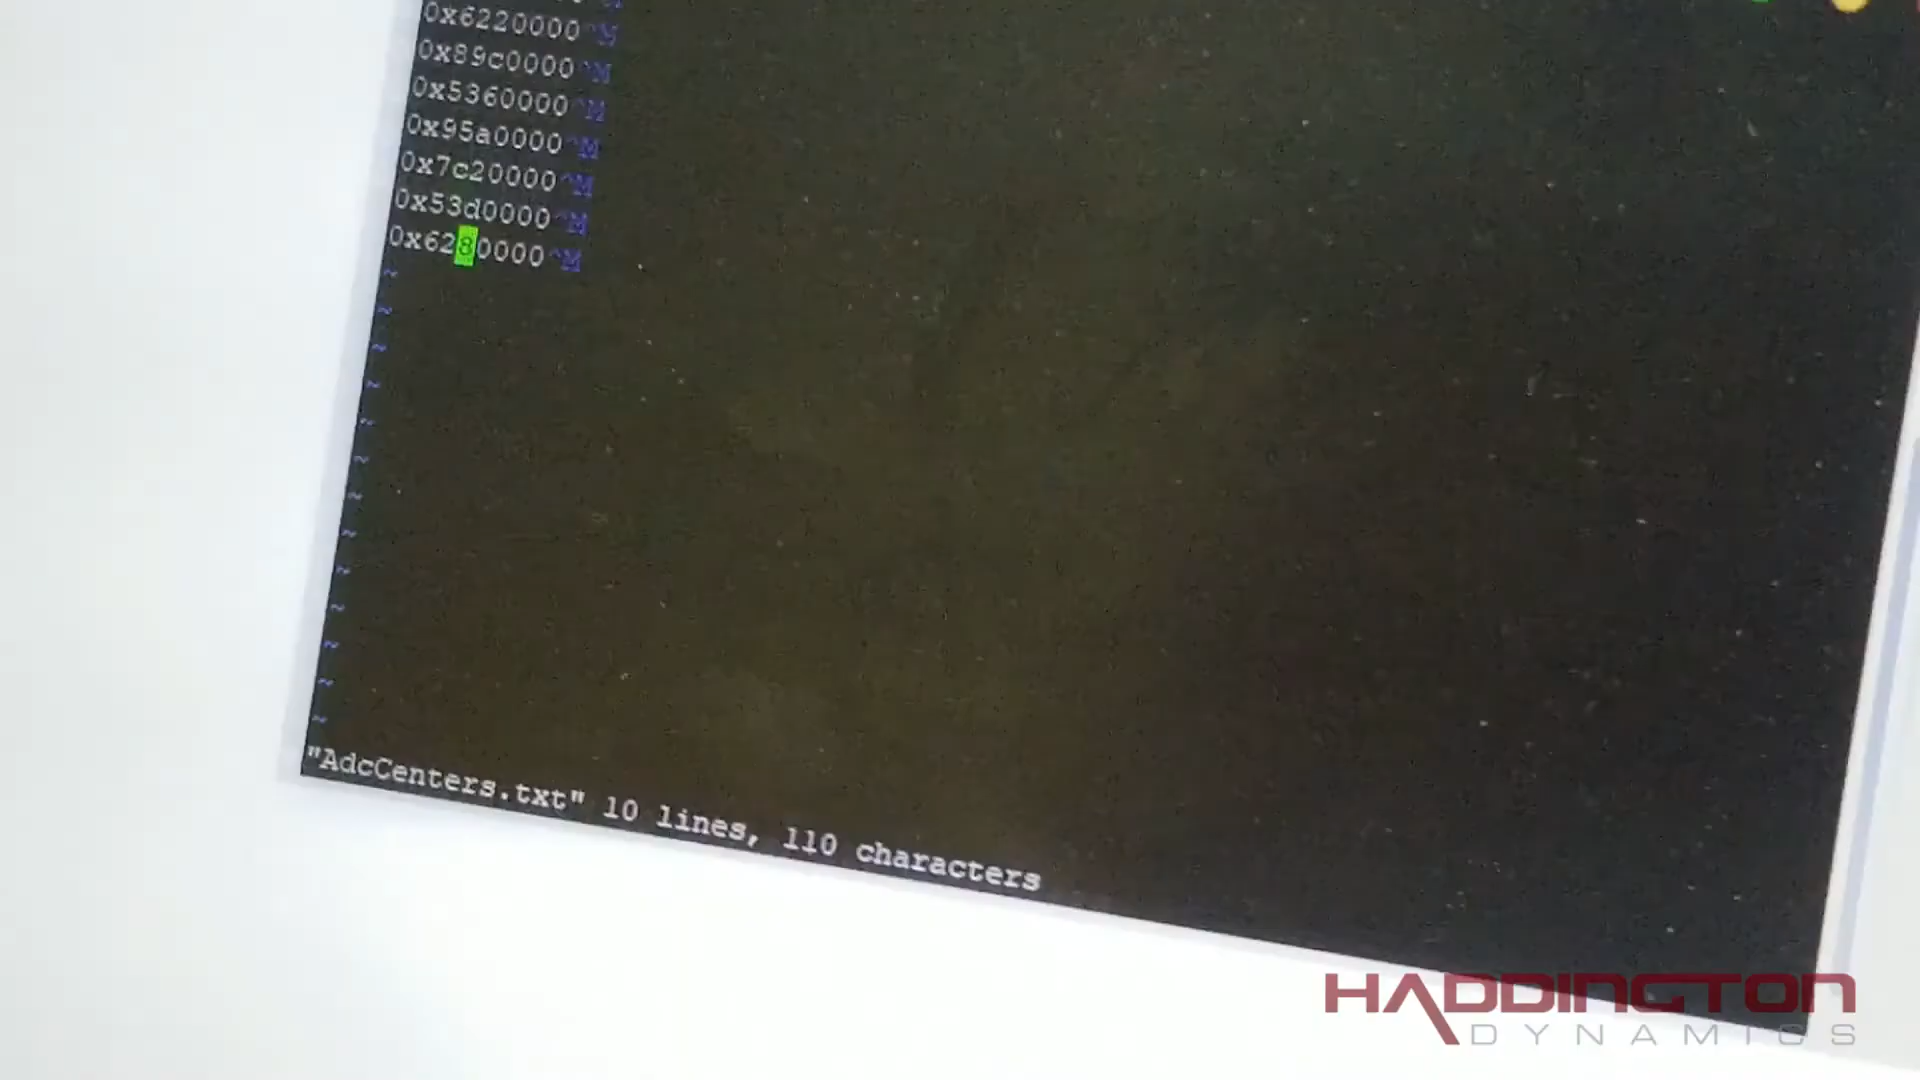 0x6220000^M
0x89c0000^M
0x5360000^M
0x95a0000^M
0x7c20000^M
0x53d0000^M
0x6280000^M
~
~
~
~
~
~
~
~
~
~
~
~
~
"AdcCenters.txt" 10 lines, 110 characters
HADDINGTON
DYNAMICS